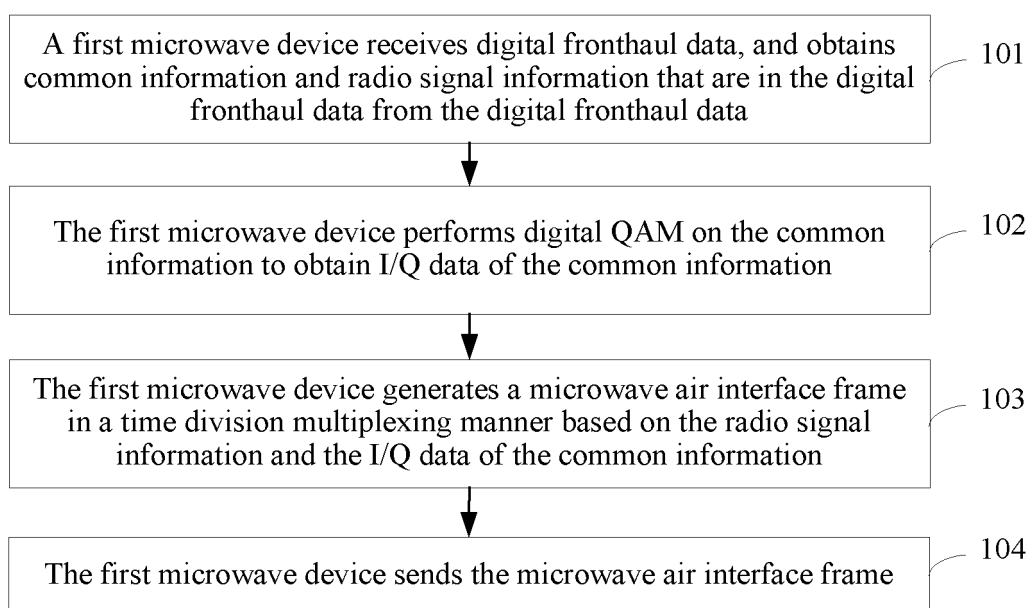 A first microwave device receives digital fronthaul data, and obtains
common information and radio signal information that are in the digital
fronthaul data from the digital fronthaul data
101
The first microwave device performs digital QAM on the common
information to obtain I/Q data of the common information
102
The first microwave device generates a microwave air interface frame
in a time division multiplexing manner based on the radio signal
information and the I/Q data of the common information
103
The first microwave device sends the microwave air interface frame
104